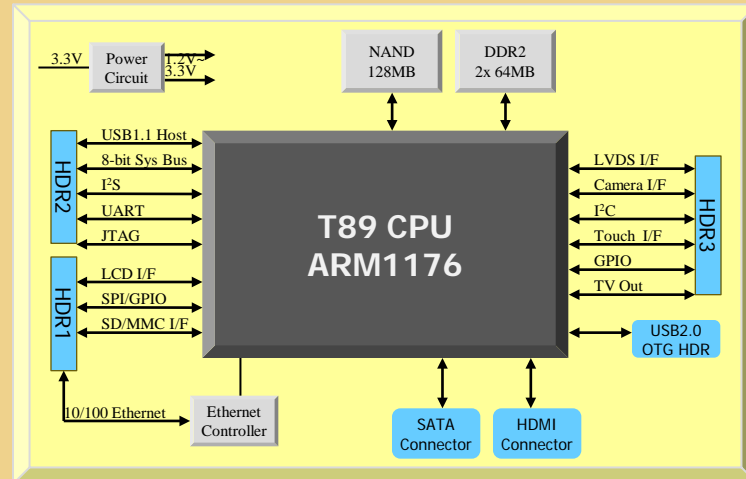 3.3V
Power
Circuit
1.2V~
3.3V
NAND
128MB
DDR2
2x 64MB
HDR2
USB1.1 Host
8-bit Sys Bus
I²S
UART
JTAG
HDR1
LCD I/F
SPI/GPIO
SD/MMC I/F
10/100 Ethernet
Ethernet
Controller
T89 CPU
ARM1176
LVDS I/F
Camera I/F
I²C
Touch I/F
GPIO
TV Out
HDR3
USB2.0
OTG HDR
SATA
Connector
HDMI
Connector